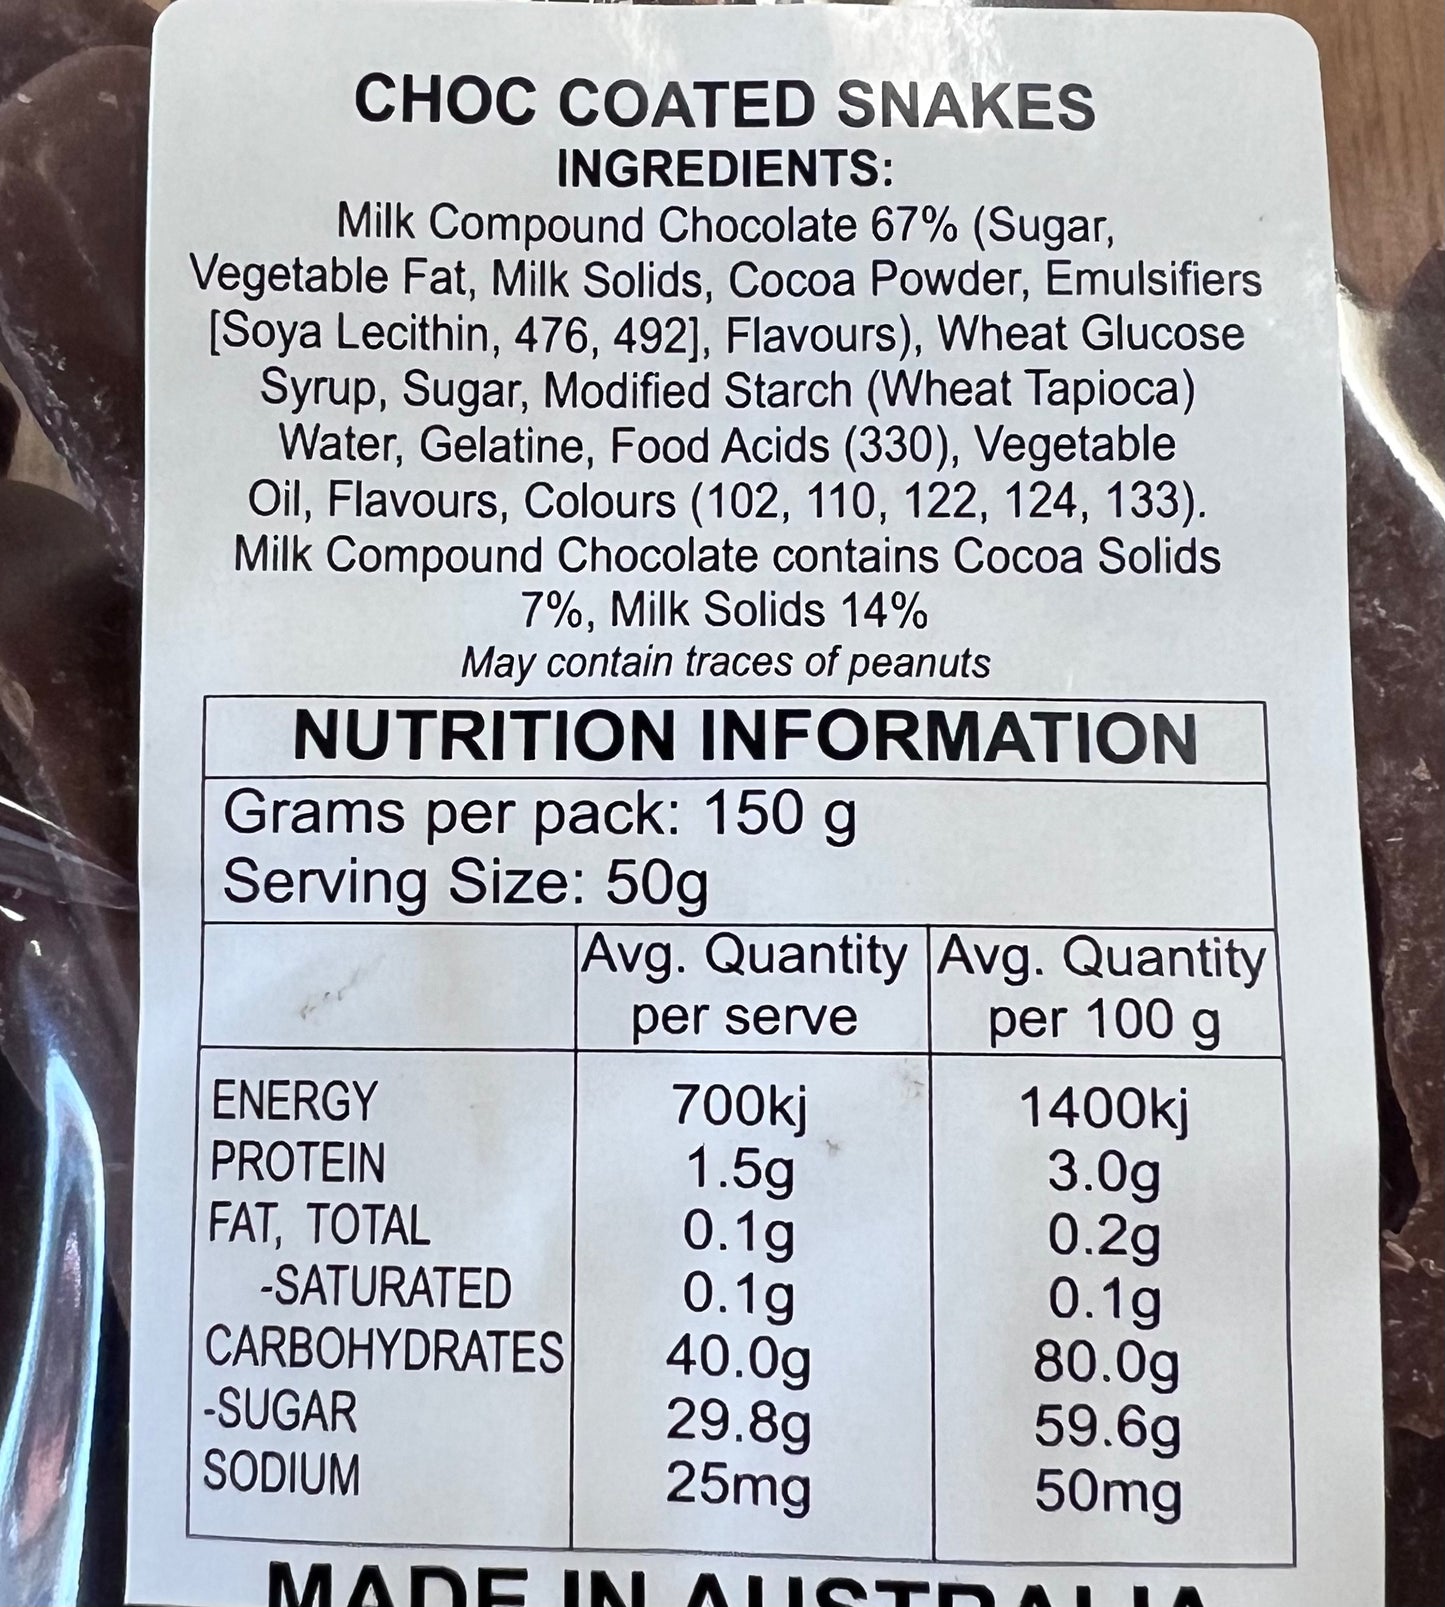 CHOC COATED SNAKES
INGREDIENTS:
Milk Compound Chocolate 67% (Sugar,
Vegetable Fat, Milk Solids, Cocoa Powder, Emulsifiers
[Soya Lecithin, 476, 492], Flavours), Wheat Glucose
Syrup, Sugar, Modified Starch (Wheat Tapioca)
Water, Gelatine, Food Acids (330), Vegetable
Oil, Flavours, Colours (102, 110, 122, 124, 133).
Milk Compound Chocolate contains Cocoa Solids
7%, Milk Solids 14%
May contain traces of peanuts
NUTRITION INFORMATION
Grams per pack: 150 g
Serving Size: 50g
Avg. Quantity per serve Avg. Quantity per 100 g
ENERGY 700kj 1400kj
PROTEIN 1.5g 3.0g
FAT, TOTAL 0.1g 0.2g
-SATURATED 0.1g 0.1g
CARBOHYDRATES 40.0g 80.0g
-SUGAR 29.8g 59.6g
SODIUM 25mg 50mg
MADE IN AUSTRALIA